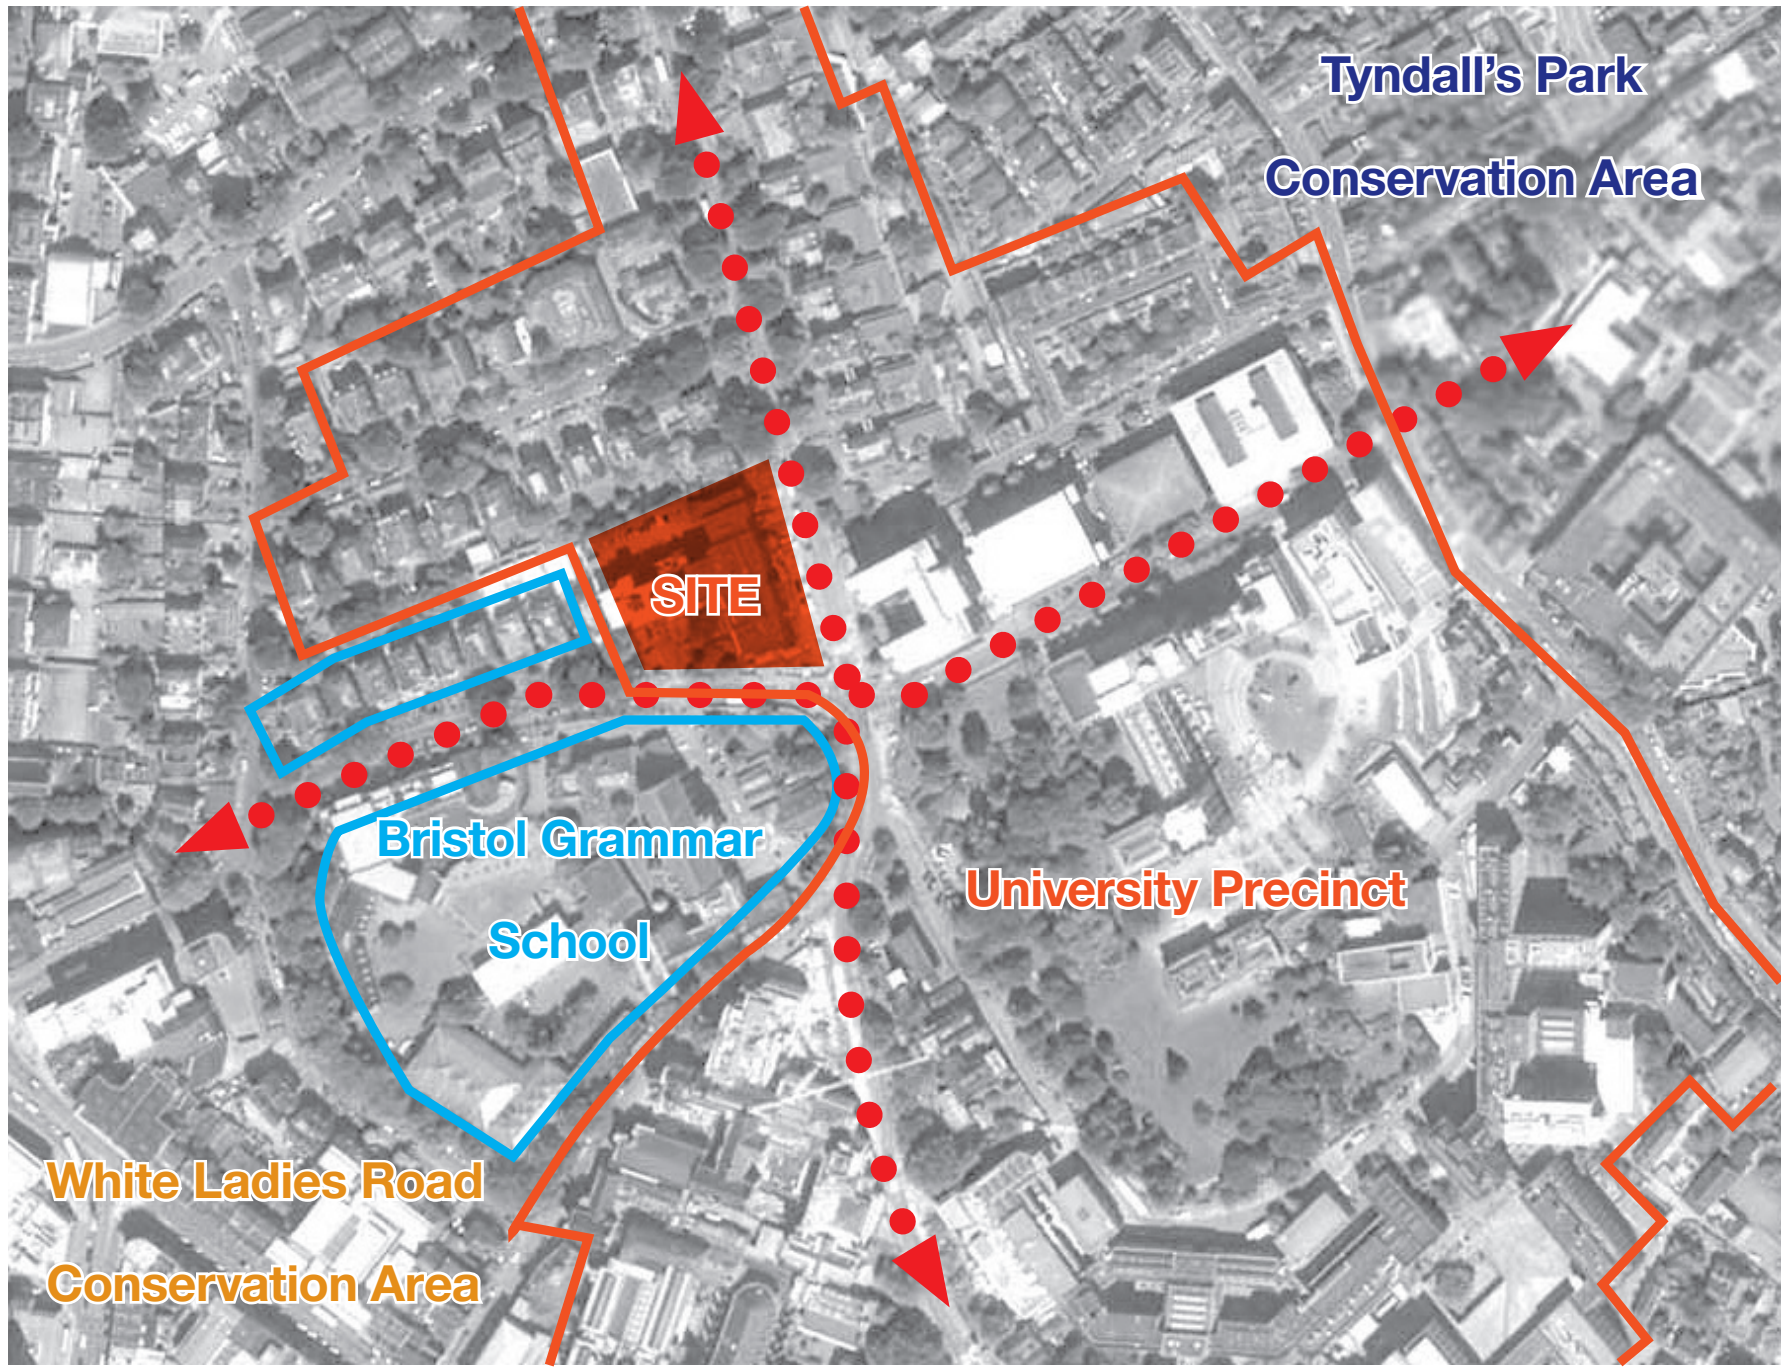 Tyndall's Park
Conservation Area
SITE
Bristol Grammar
School
University Precinct
White Ladies Road
Conservation Area